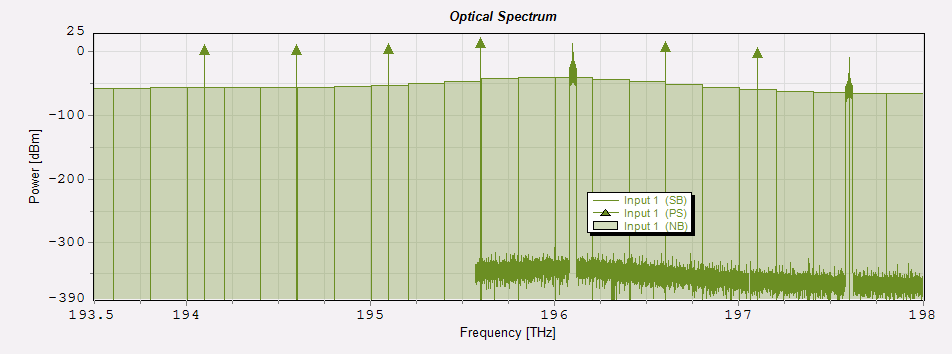 Optical Spectrum
25
0
-100
-200
-300
-390
Power [dBm]
Input 1 (SB)
Input 1 (PS)
Input 1 (NB)
193.5 194 195 196 197 198
Frequency [THz]